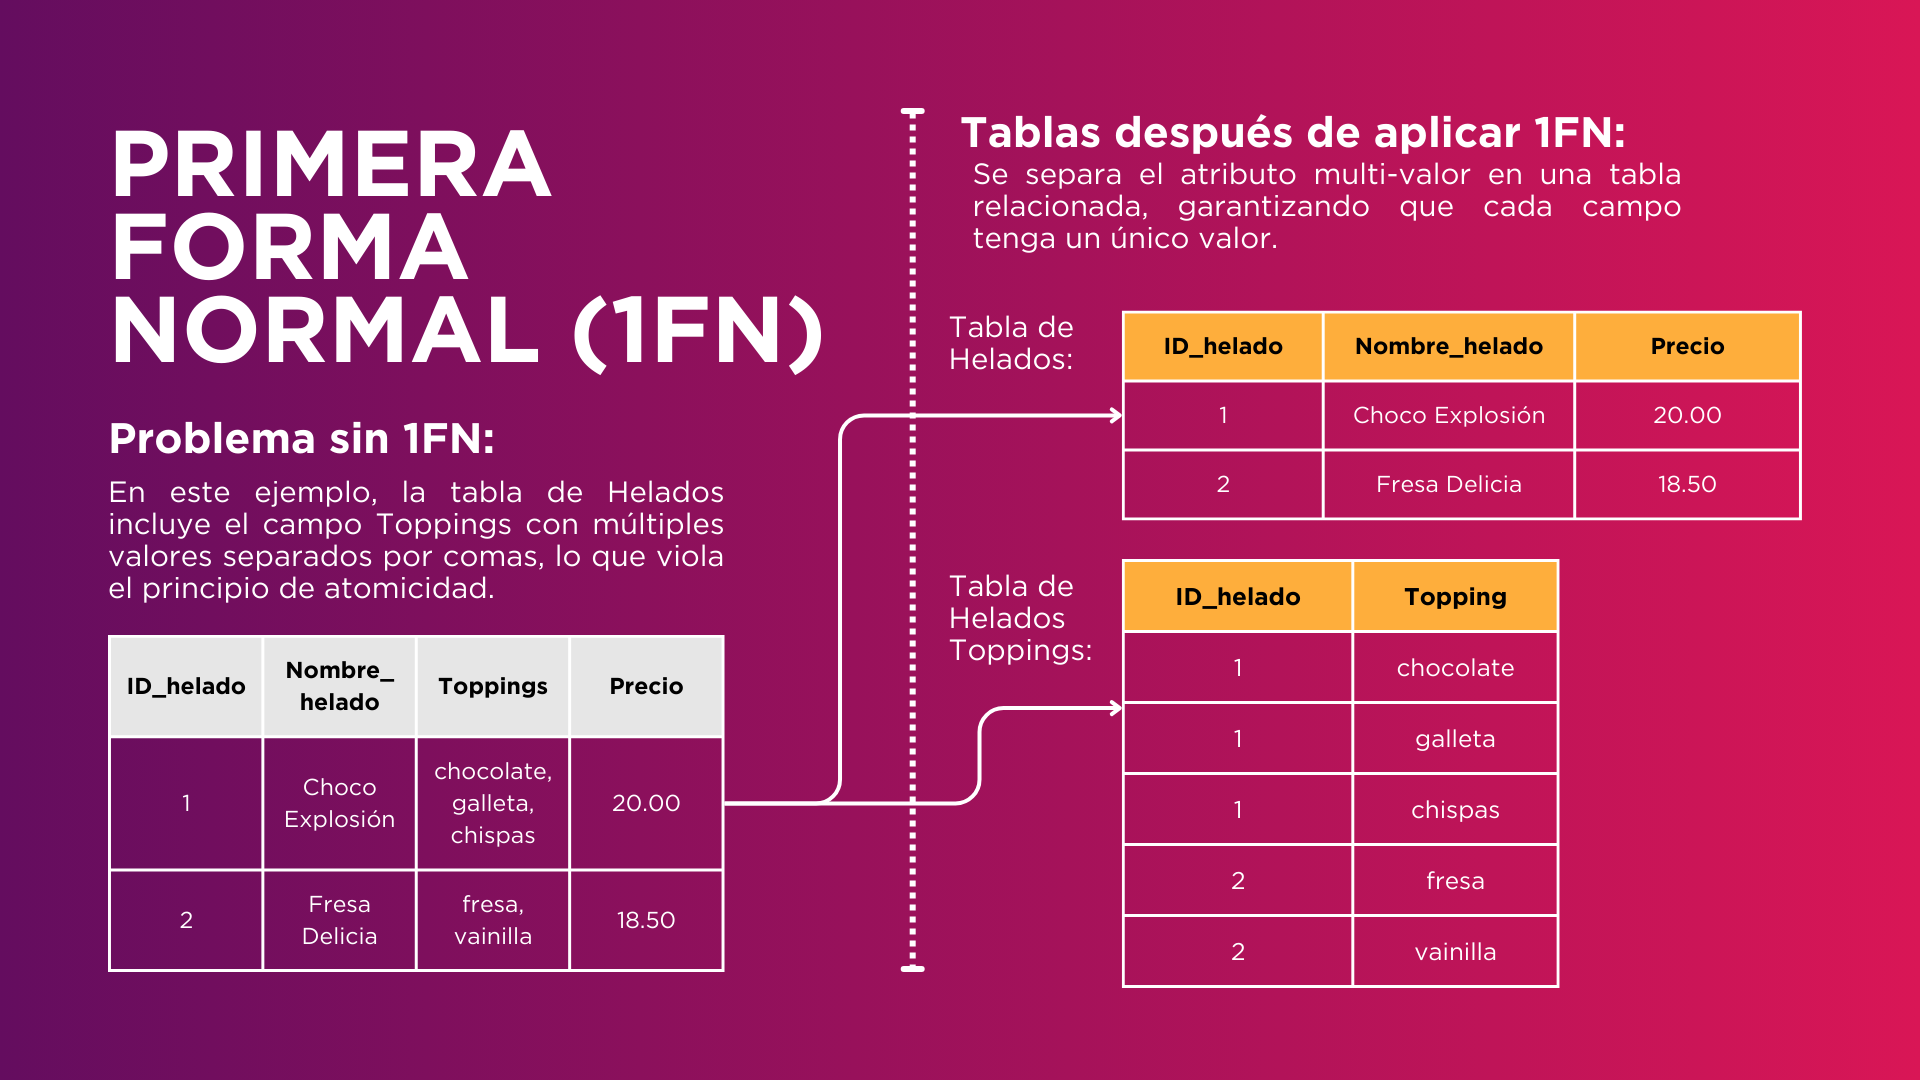 PRIMERA
FORMA
NORMAL (1FN)
Problema sin 1FN:
En este ejemplo, la tabla de Helados
incluye el campo Toppings con múltiples
valores separados por comas, lo que viola
el principio de atomicidad.
ID_helado
Nombre_
helado
Toppings
Precio
1
Choco
Explosión
chocolate,
galleta,
chispas
20.00
2
Fresa
Delicia
fresa,
vainilla
18.50
Tablas después de aplicar 1FN:
Se separa el atributo multi-valor en una tabla
relacionada, garantizando que cada campo
tenga un único valor.
Tabla de
Helados:
ID_helado Nombre_helado Precio
1 Choco Explosión 20.00
2 Fresa Delicia 18.50
Tabla de
Helados
Toppings:
ID_helado Topping
1 chocolate
1 galleta
1 chispas
2 fresa
2 vainilla